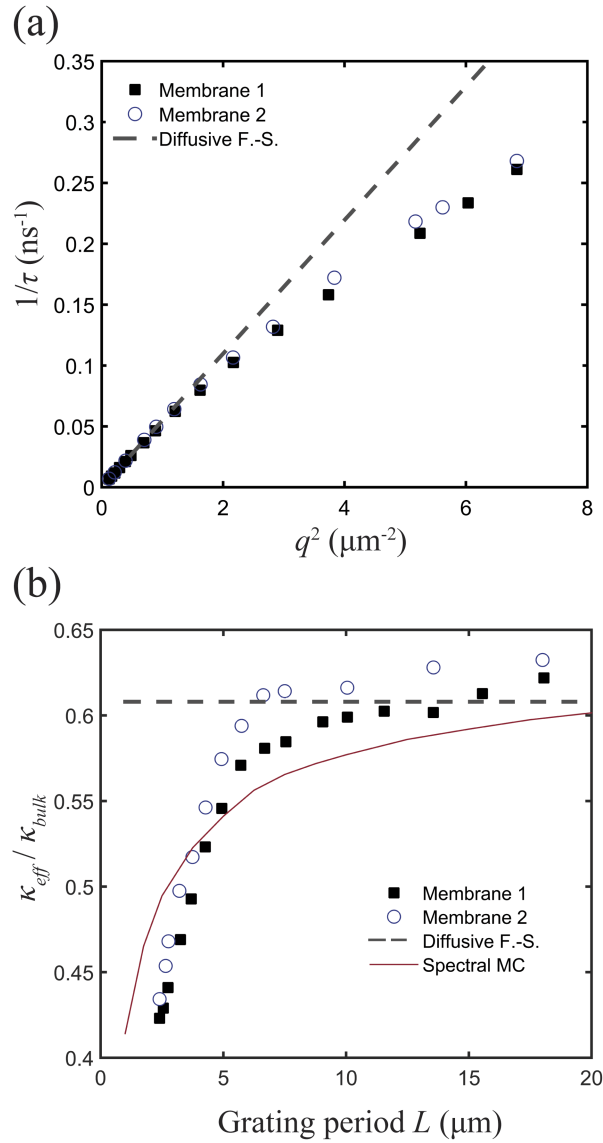 (a)
0.35
0.3
0.25
0.2
0.15
0.1
0.05
0
1/τ (ns⁻¹)
Membrane 1
Membrane 2
Diffusive F.-S.
0 2 4 6 8
q² (μm⁻²)
(b)
0.65
0.6
0.55
0.5
0.45
0.4
κeff / κbulk
Membrane 1
Membrane 2
Diffusive F.-S.
Spectral MC
0 5 10 15 20
Grating period L (μm)